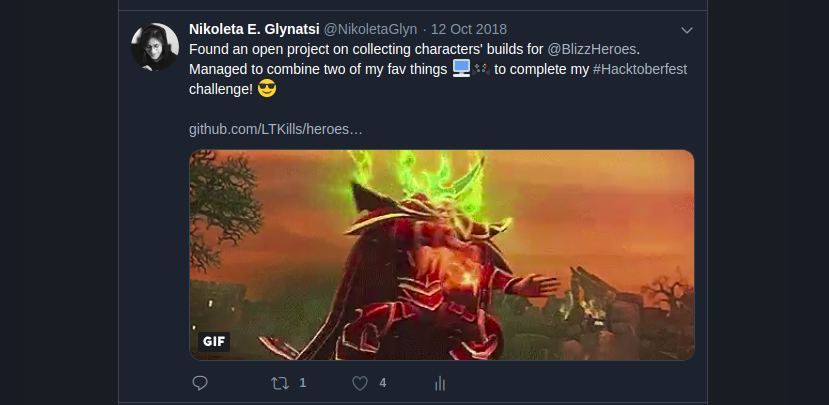 Nikoleta E. Glynatsi @NikoletaGlyn · 12 Oct 2018
Found an open project on collecting characters' builds for @BlizzHeroes.
Managed to combine two of my fav things 🖥️🎮 to complete my #Hacktoberfest
challenge! 😎
github.com/LTKills/heroes…
GIF
1 4